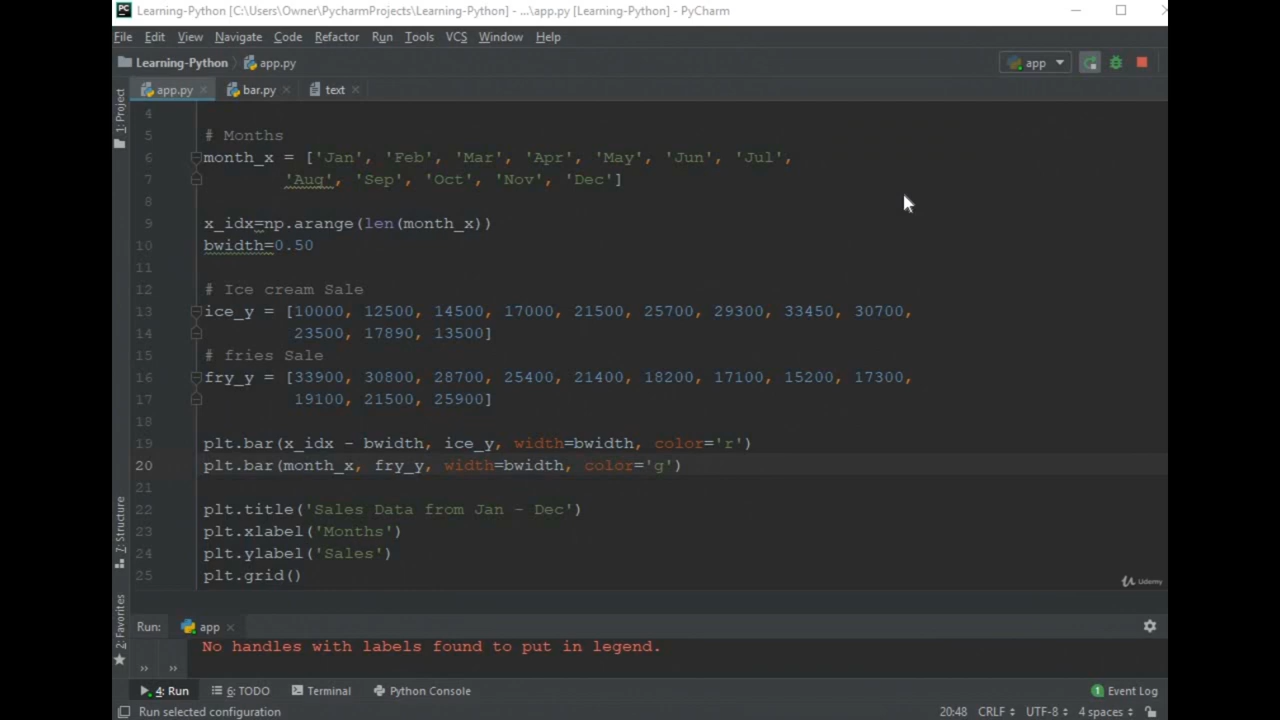 Learning-Python [C:\Users\Owner\PycharmProjects\Learning-Python] - ...\app.py [Learning-Python] - PyCharm
File Edit View Navigate Code Refactor Run Tools VCS Window Help
Learning-Python app.py app
app.py bar.py text
1: Project
4
5 # Months
6 month_x = ['Jan', 'Feb', 'Mar', 'Apr', 'May', 'Jun', 'Jul',
7 'Aug', 'Sep', 'Oct', 'Nov', 'Dec']
8
9 x_idx=np.arange(len(month_x))
10 bwidth=0.50
11
12 # Ice cream Sale
13 ice_y = [10000, 12500, 14500, 17000, 21500, 25700, 29300, 33450, 30700,
14 23500, 17890, 13500]
15 # fries Sale
16 fry_y = [33900, 30800, 28700, 25400, 21400, 18200, 17100, 15200, 17300,
17 19100, 21500, 25900]
18
19 plt.bar(x_idx - bwidth, ice_y, width=bwidth, color='r')
20 plt.bar(month_x, fry_y, width=bwidth, color='g')
21
22 plt.title('Sales Data from Jan - Dec')
23 plt.xlabel('Months')
24 plt.ylabel('Sales')
25 plt.grid()
7: Structure
Udemy
2: Favorites
Run: app
No handles with labels found to put in legend.
4: Run 6: TODO Terminal Python Console 1 Event Log
Run selected configuration 20:48 CRLF UTF-8 4 spaces